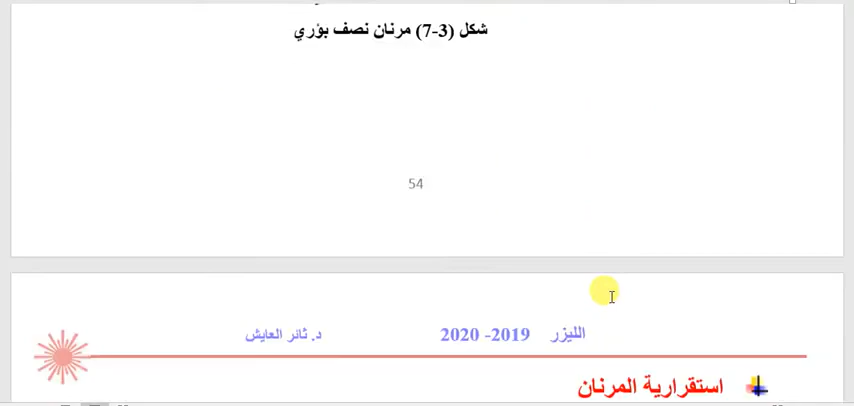 شكل (3-7) مرنان نصف بؤري
54
الليزر 2019- 2020 د. ثائر العايش
استقرارية المرنان